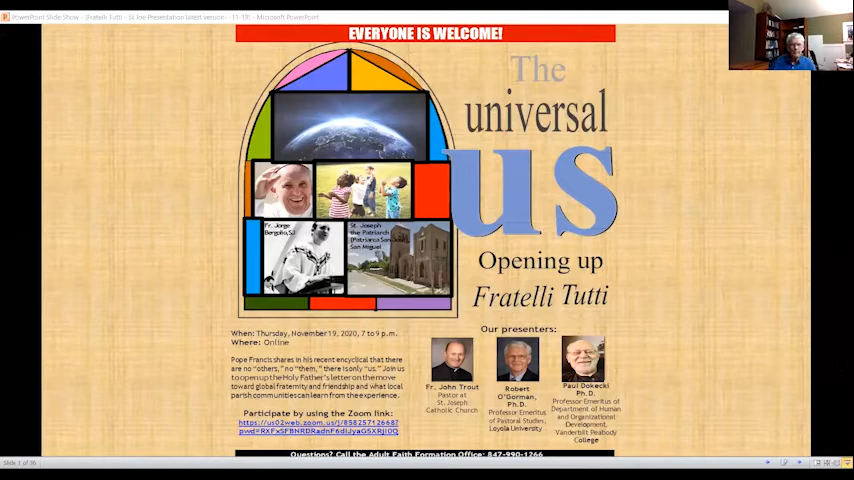 PowerPoint Slide Show - [Fratelli Tutti - St Joe Presentation latest version - 11-19] - Microsoft PowerPoint
EVERYONE IS WELCOME!
The
universal
us
Opening up
Fratelli Tutti
Fr. Jorge
Bergolio, SJ
St. Joseph
the Patriarch
San Miguel
When: Thursday, November 19, 2020, 7 to 9 p.m.
Where: Online
Pope Francis shares in his recent encyclical that there
are no “others, no “them,” there is only “us.” Join us
to open up the Holy Father’s letter on the move
toward global fraternity and friendship and what local
parish communities can learn from the experience.
Participate by using the Zoom link:
Our presenters:
Fr. John Trout
Pastor at
St. Joseph
Catholic Church
Robert
O'Gorman,
Ph.D.
Professor Emeritus
of Pastoral Studies,
Loyola University
Paul Dokecki
Ph.D.
Professor Emeritus of
Department of Human
and Organizational
Development,
Vanderbilt Peabody
College
Questions? Call the Adult Faith Formation Office: 847-990-1266
Slide 1 of 36